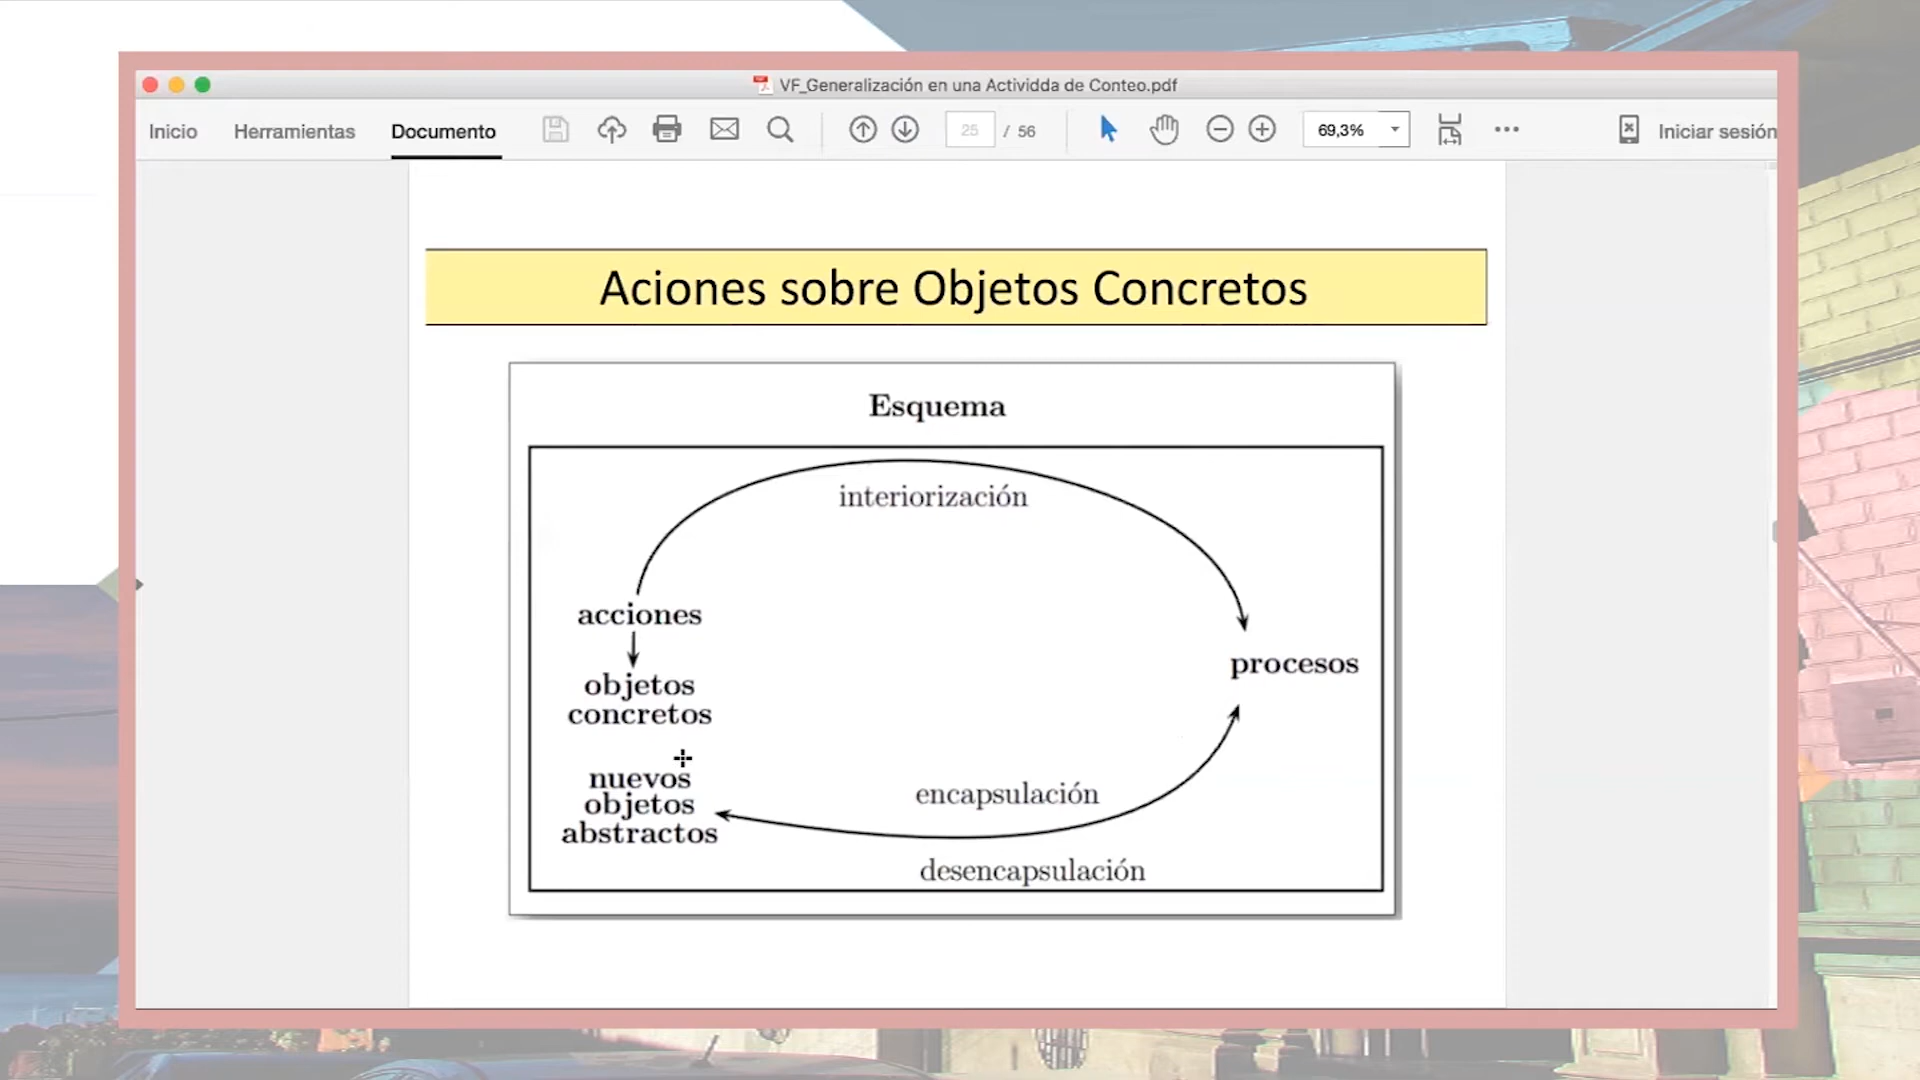 VF_Generalización en una Actividda de Conteo.pdf
Inicio Herramientas Documento 25 / 56 69,3% Iniciar sesión
Aciones sobre Objetos Concretos
Esquema
interiorización
acciones
procesos
objetos
concretos
nuevos
objetos
abstractos
encapsulación
desencapsulación